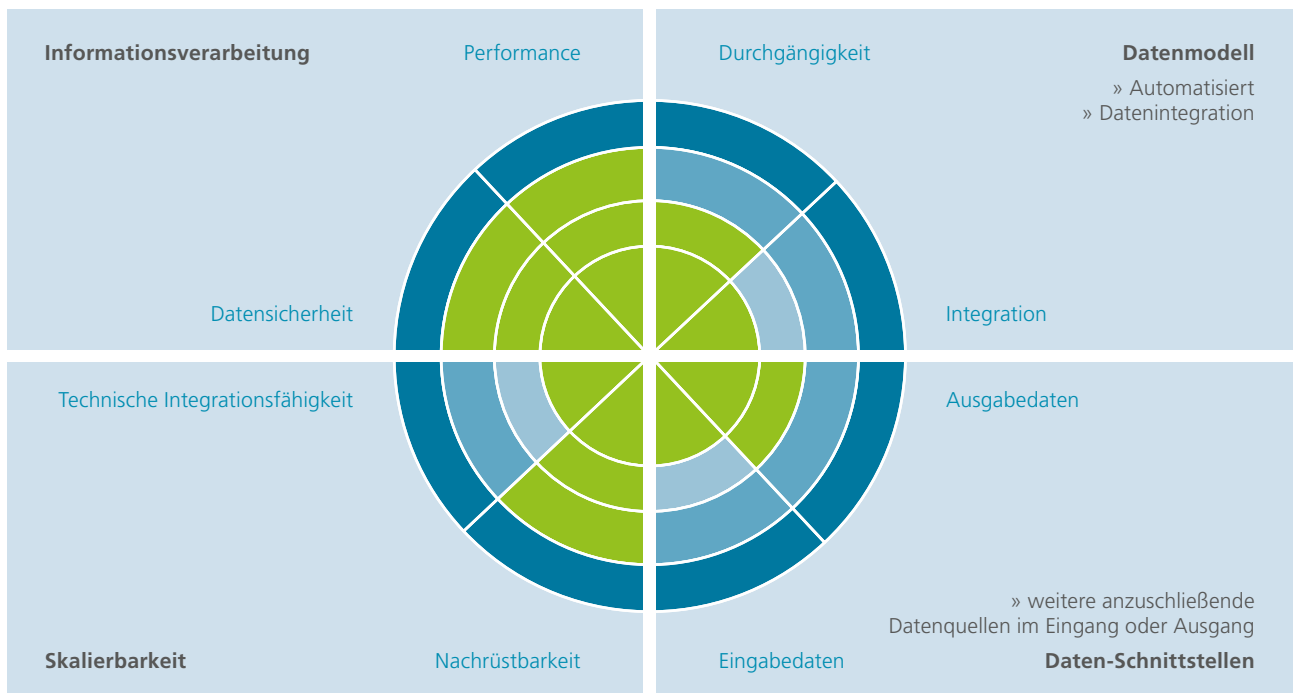 Informationsverarbeitung
Performance
Durchgängigkeit
Datenmodell
» Automatisiert
» Datenintegration
Datensicherheit
Integration
Technische Integrationsfähigkeit
Ausgabedaten
» weitere anzuschließende
Datenquellen im Eingang oder Ausgang
Skalierbarkeit
Nachrüstbarkeit
Eingabedaten
Daten-Schnittstellen